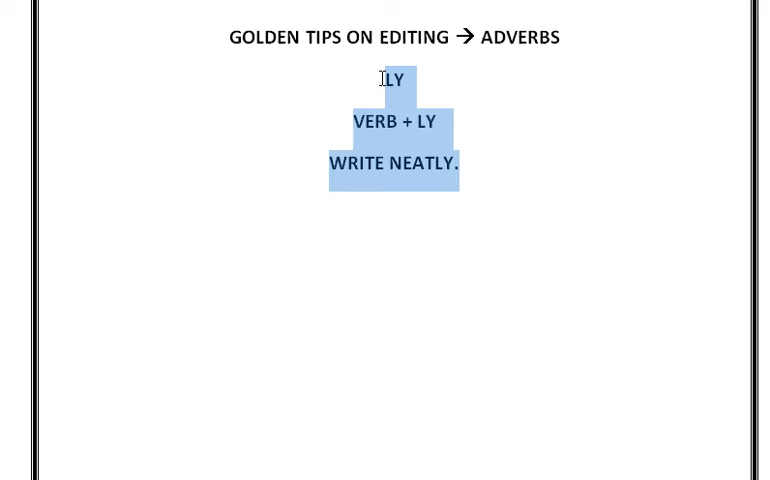 GOLDEN TIPS ON EDITING → ADVERBS
LY
VERB + LY
WRITE NEATLY.